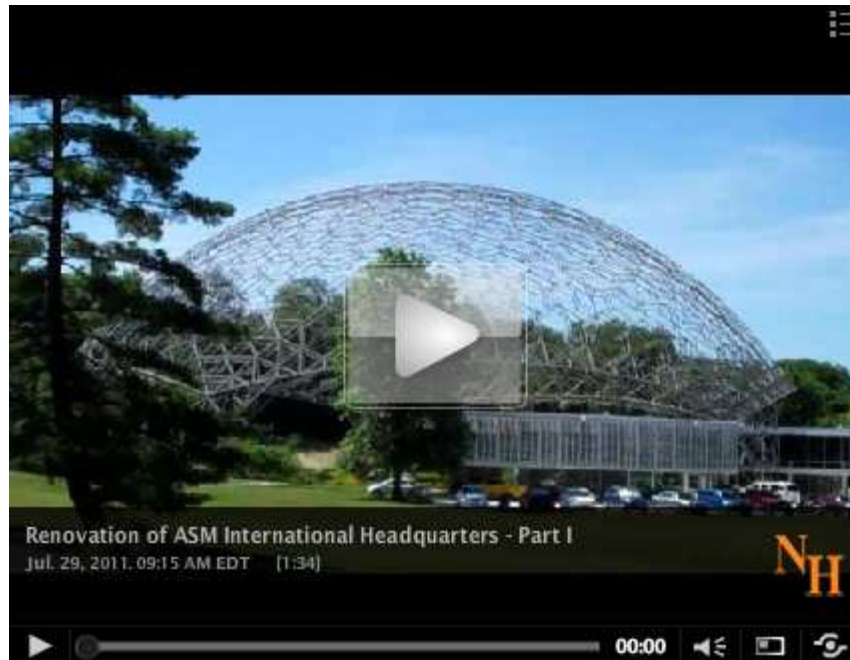 Renovation of ASM International Headquarters - Part I
Jul. 29, 2011, 09:15 AM EDT [1:34]
NH
00:00